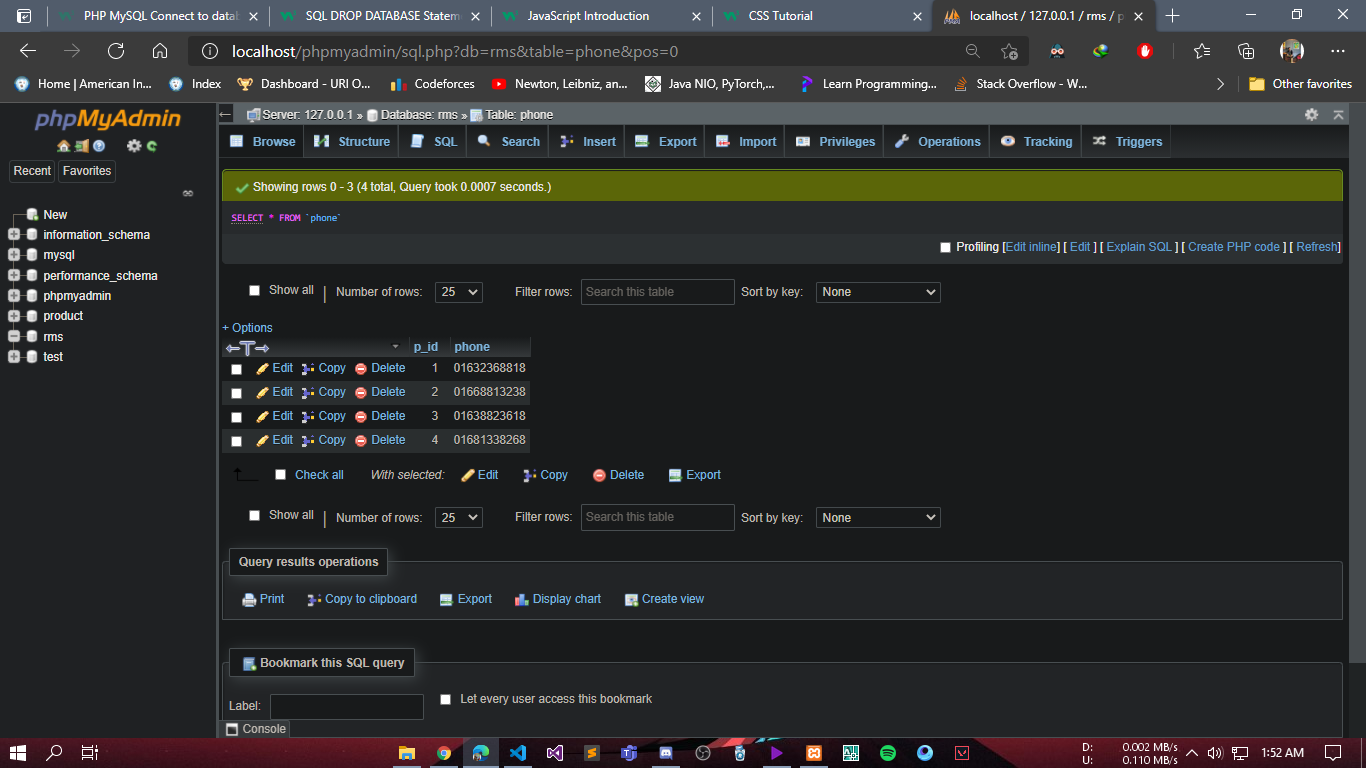 PHP MySQL Connect to datab
SQL DROP DATABASE Statem
JavaScript Introduction
CSS Tutorial
localhost / 127.0.0.1 / rms / p
localhost/phpmyadmin/sql.php?db=rms&table=phone&pos=0
Home | American In...
Index
Dashboard - URI O...
Codeforces
Newton, Leibniz, an...
Java NIO, PyTorch,...
Learn Programming...
Stack Overflow - W...
Other favorites
phpMyAdmin
Recent
Favorites
New
information_schema
mysql
performance_schema
phpmyadmin
product
rms
test
Server: 127.0.0.1 » Database: rms » Table: phone
Browse Structure SQL Search Insert Export Import Privileges Operations Tracking Triggers
Showing rows 0 - 3 (4 total, Query took 0.0007 seconds.)
SELECT * FROM `phone`
Profiling [Edit inline] [ Edit ] [ Explain SQL ] [ Create PHP code ] [ Refresh]
Show all | Number of rows: 25 Filter rows: Search this table Sort by key: None
+ Options
p_id phone
Edit Copy Delete 1 01632368818
Edit Copy Delete 2 01668813238
Edit Copy Delete 3 01638823618
Edit Copy Delete 4 01681338268
Check all With selected: Edit Copy Delete Export
Show all | Number of rows: 25 Filter rows: Search this table Sort by key: None
Query results operations
Print Copy to clipboard Export Display chart Create view
Bookmark this SQL query
Label: Let every user access this bookmark
Console
D: 0.002 MB/s
U: 0.110 MB/s
1:52 AM